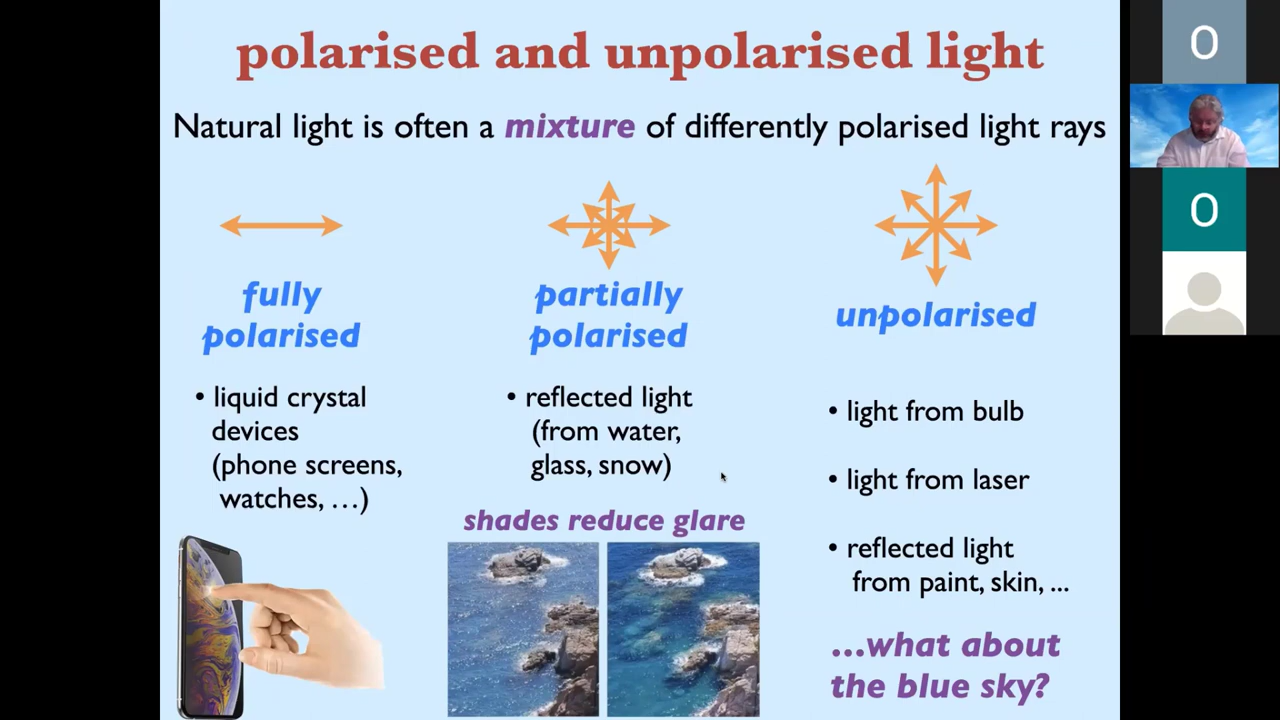 polarised and unpolarised light
Natural light is often a mixture of differently polarised light rays
fully
polarised
• liquid crystal
devices
(phone screens,
watches, …)
partially
polarised
• reflected light
(from water,
glass, snow)
shades reduce glare
unpolarised
• light from bulb
• light from laser
• reflected light
from paint, skin, ...
...what about
the blue sky?
O
O